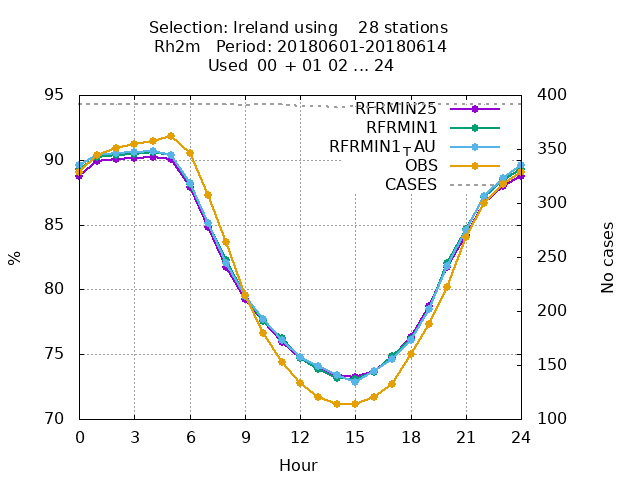 Selection: Ireland using    28 stations
Rh2m   Period: 20180601-20180614
Used  00 + 01 02 ... 24
95
90
85
80
75
70
%
400
350
300
250
200
150
100
No cases
RFRMIN25
RFRMIN1
RFRMIN1TAU
OBS
CASES
0
3
6
9
12
15
18
21
24
Hour